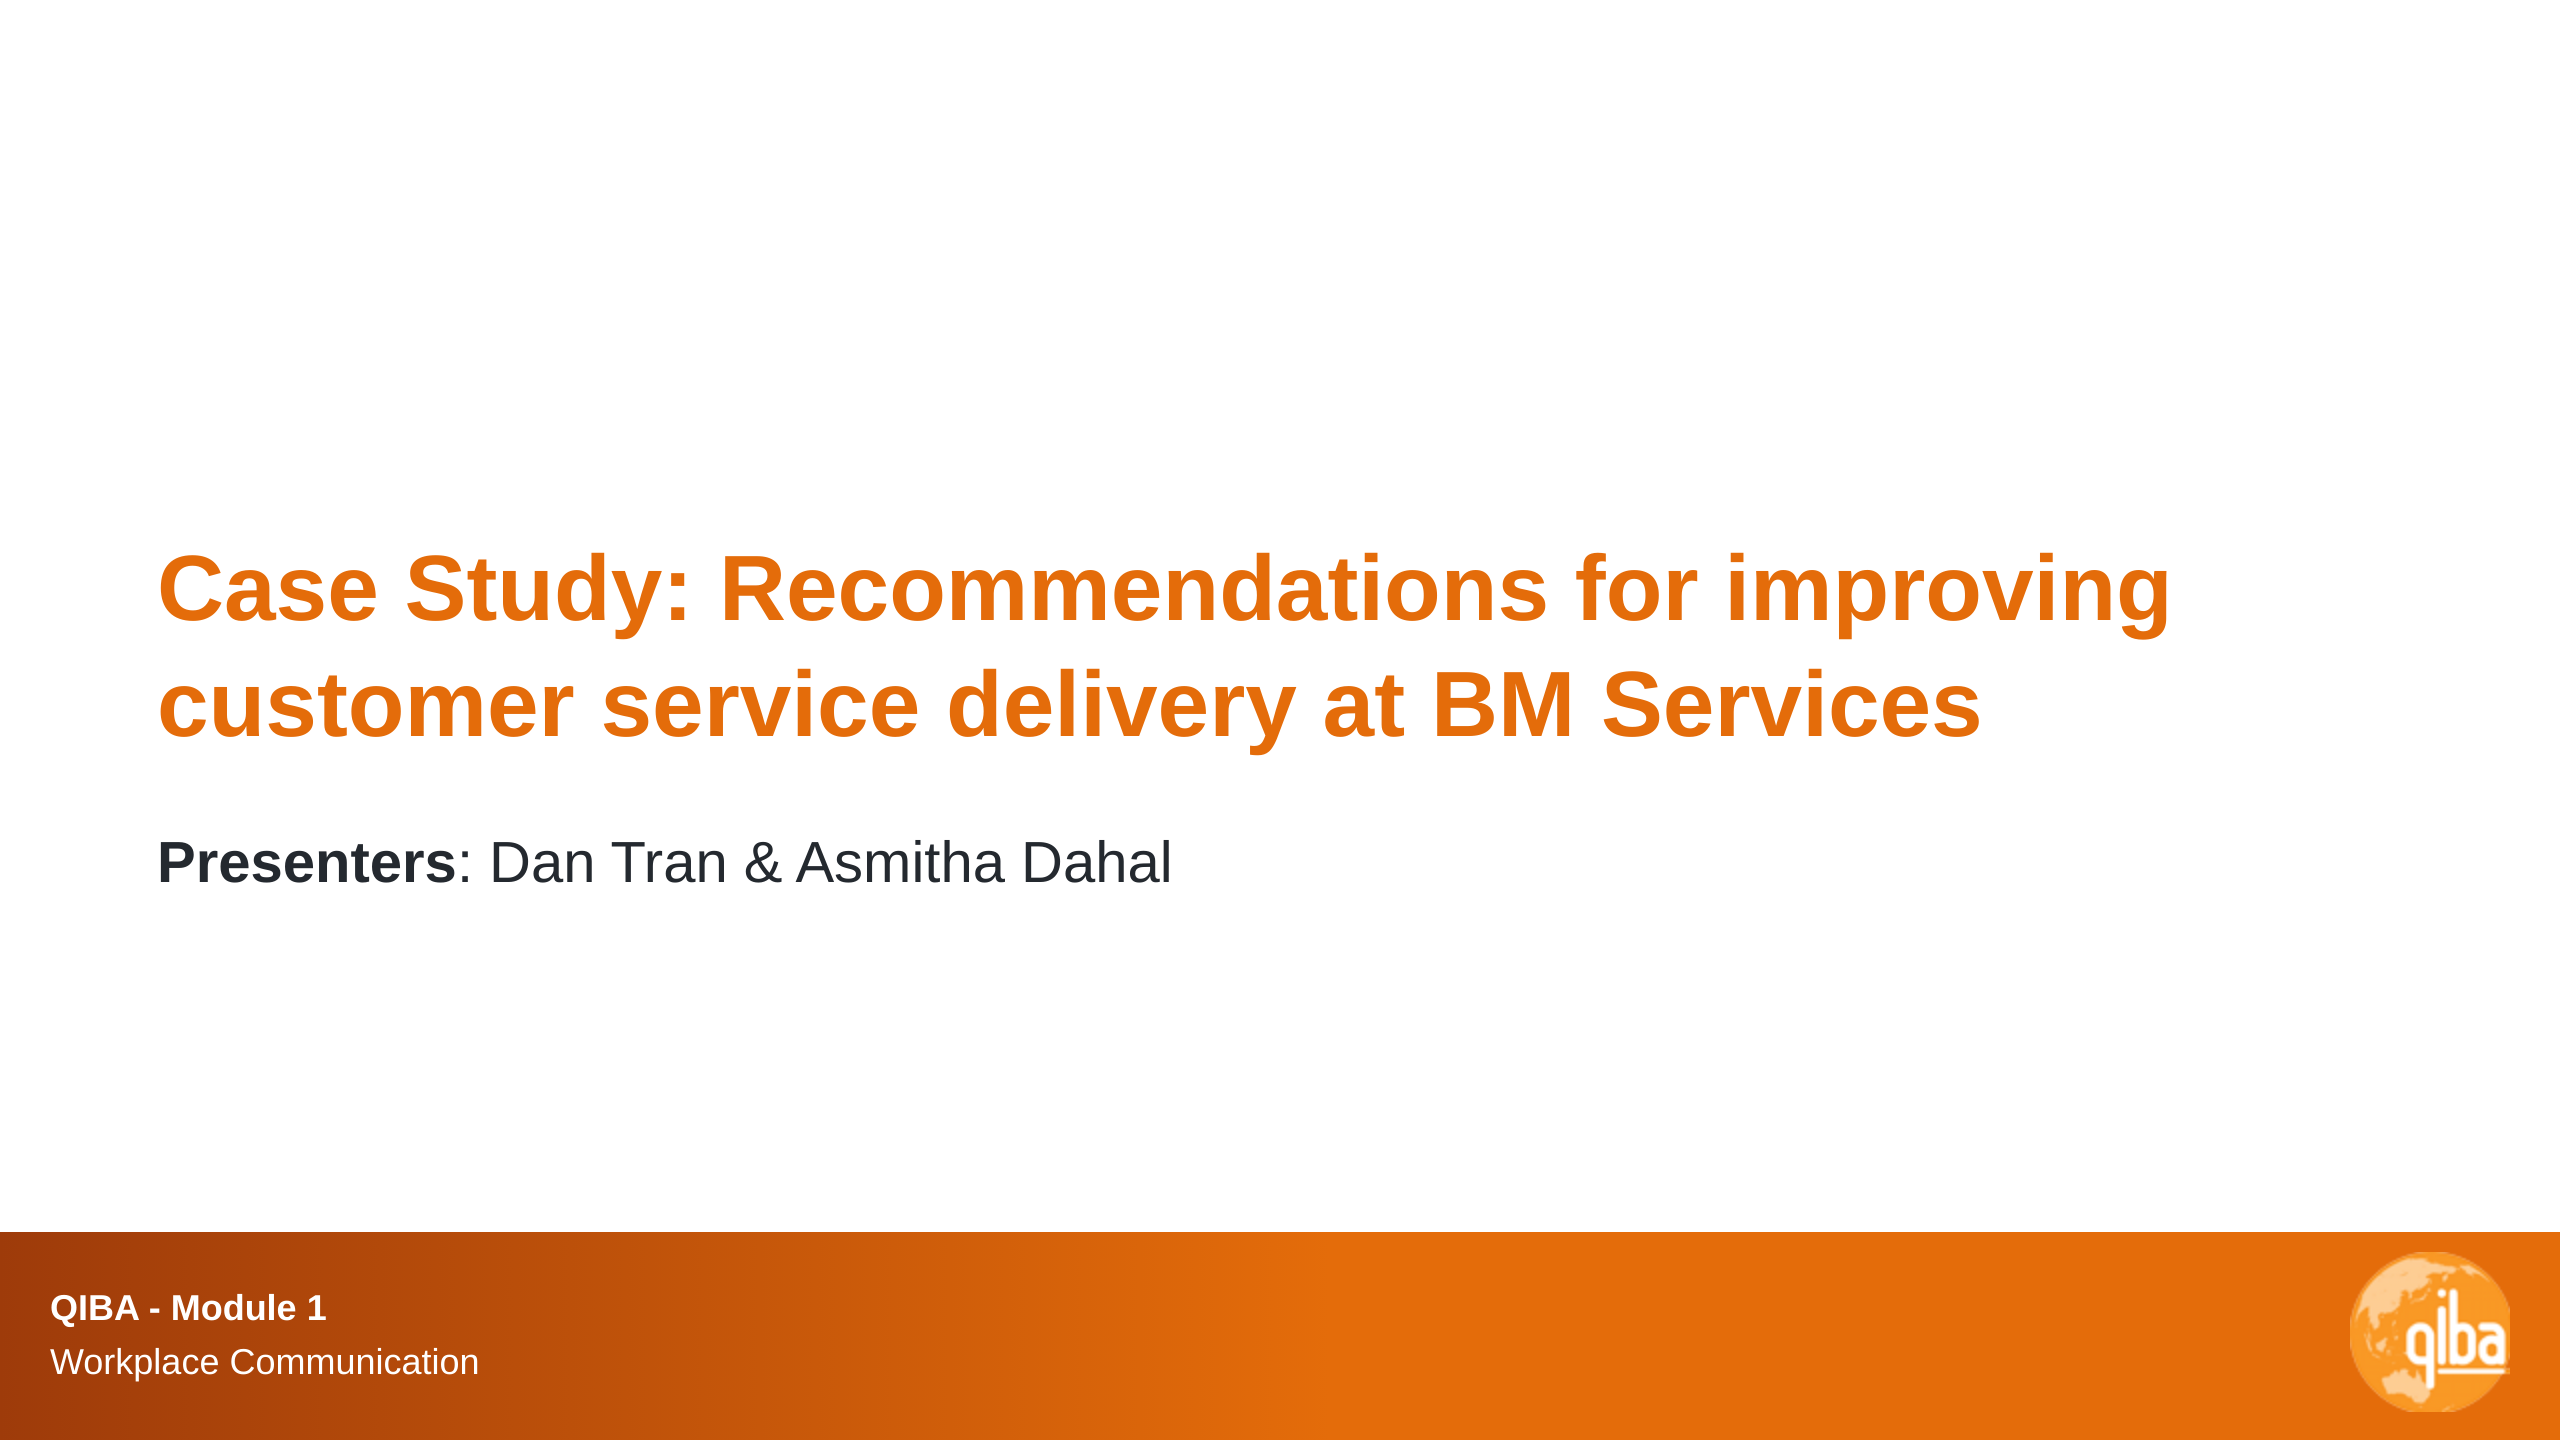 Case Study: Recommendations for improving
customer service delivery at BM Services
Presenters: Dan Tran & Asmitha Dahal
QIBA - Module 1
Workplace Communication
qiba